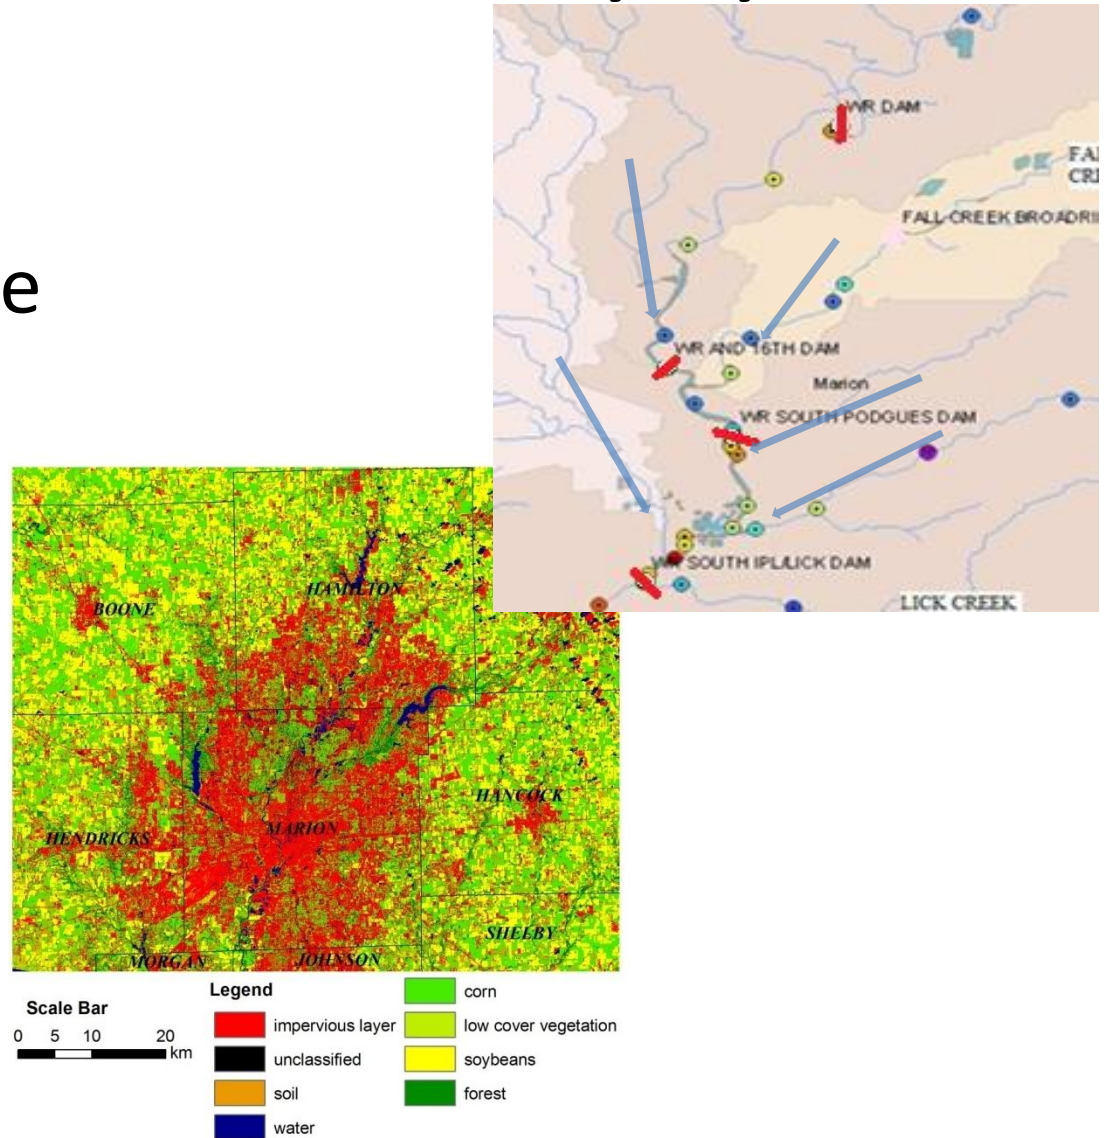 e
WR DAM
FALL CREEK BROADRI
WR AND 16TH DAM
Marion
WR SOUTH PODGUES DAM
WR SOUTH IPL/LICK DAM
LICK CREEK
HAMILTON
BOONE
HANCOCK
HENDRICKS
MARION
SHELBY
MORGAN
JOHNSON
Scale Bar
0 5 10 20
km
Legend
impervious layer
unclassified
soil
water
corn
low cover vegetation
soybeans
forest